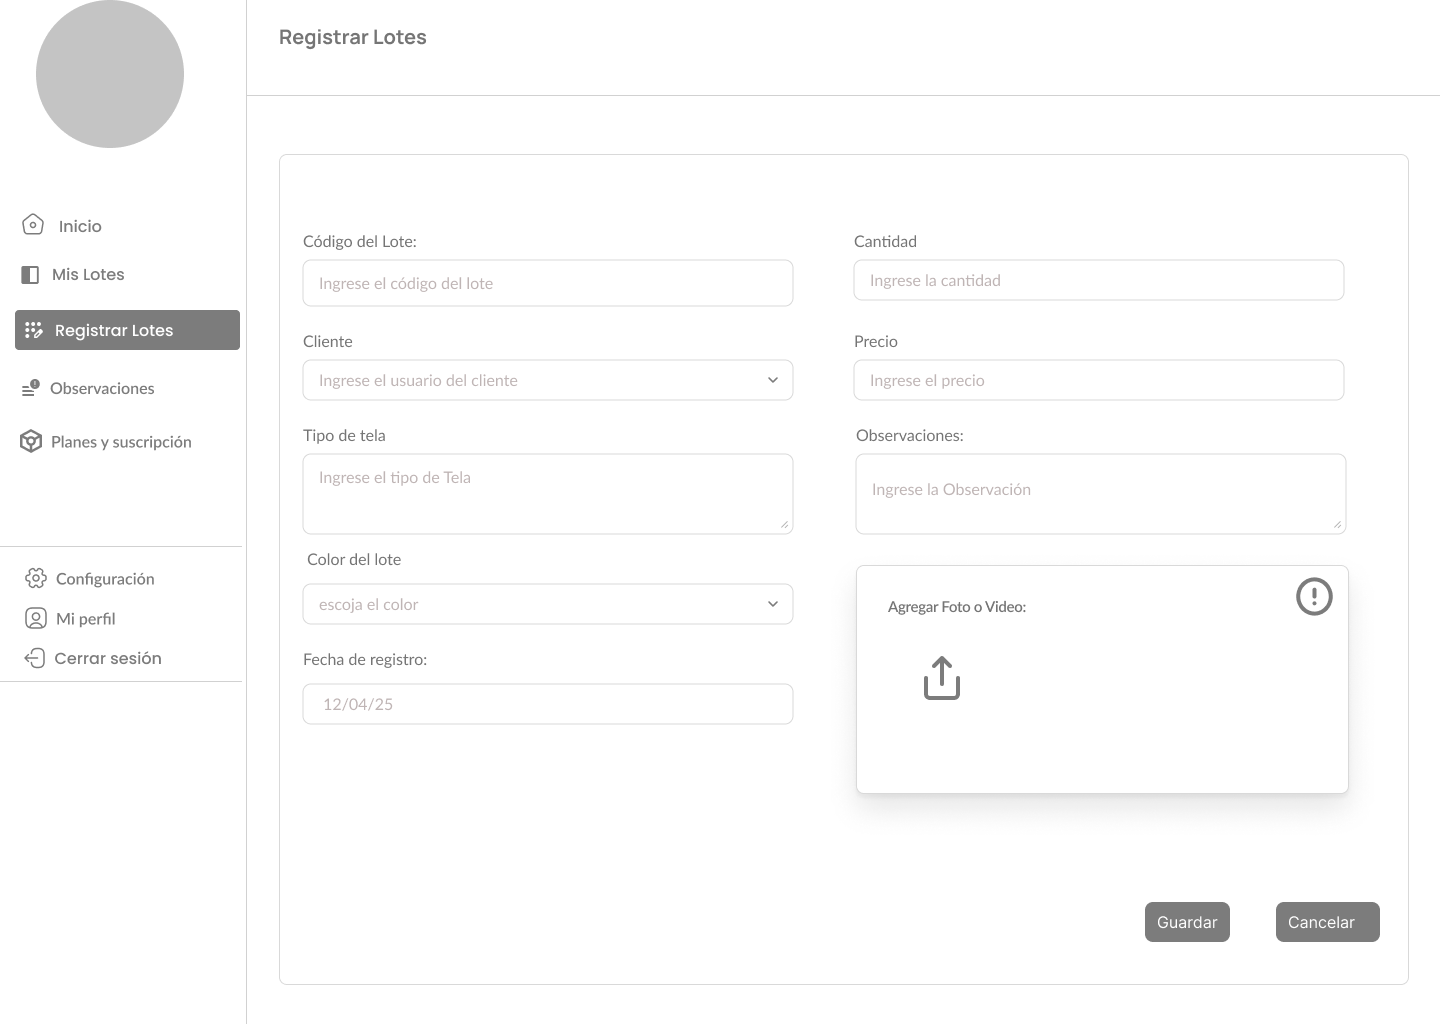 Registrar Lotes
Inicio
Mis Lotes
Registrar Lotes
Observaciones
Planes y suscripción
Configuración
Mi perfil
Cerrar sesión
Código del Lote:
Ingrese el código del lote
Cliente
Ingrese el usuario del cliente
Tipo de tela
Ingrese el tipo de Tela
Color del lote
escoja el color
Fecha de registro:
12/04/25
Cantidad
Ingrese la cantidad
Precio
Ingrese el precio
Observaciones:
Ingrese la Observación
Agregar Foto o Video:
Guardar
Cancelar